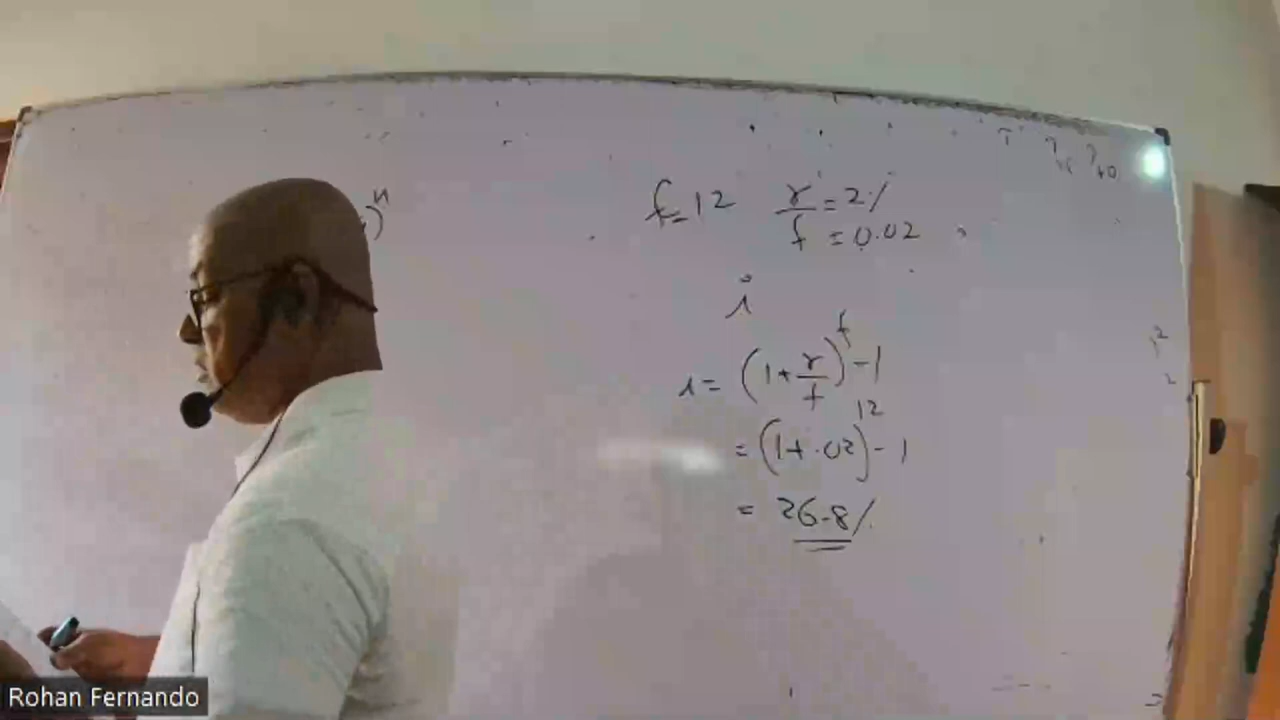 )^n
f=12 r/f = 2%
= 0.02
i
i = (1+r/f)^f - 1
= (1+.02)^12 - 1
= 26.8%
Rohan Fernando